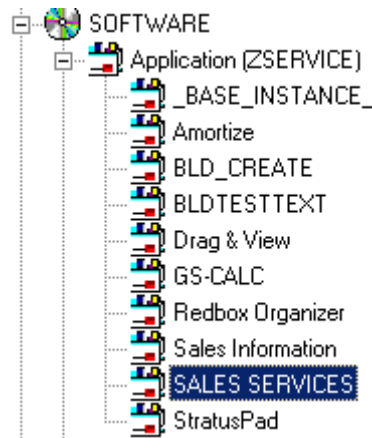 SOFTWARE
Application (ZSERVICE)
_BASE_INSTANCE_
Amortize
BLD_CREATE
BLDTESTTEXT
Drag & View
GS-CALC
Redbox Organizer
Sales Information
SALES SERVICES
StratusPad